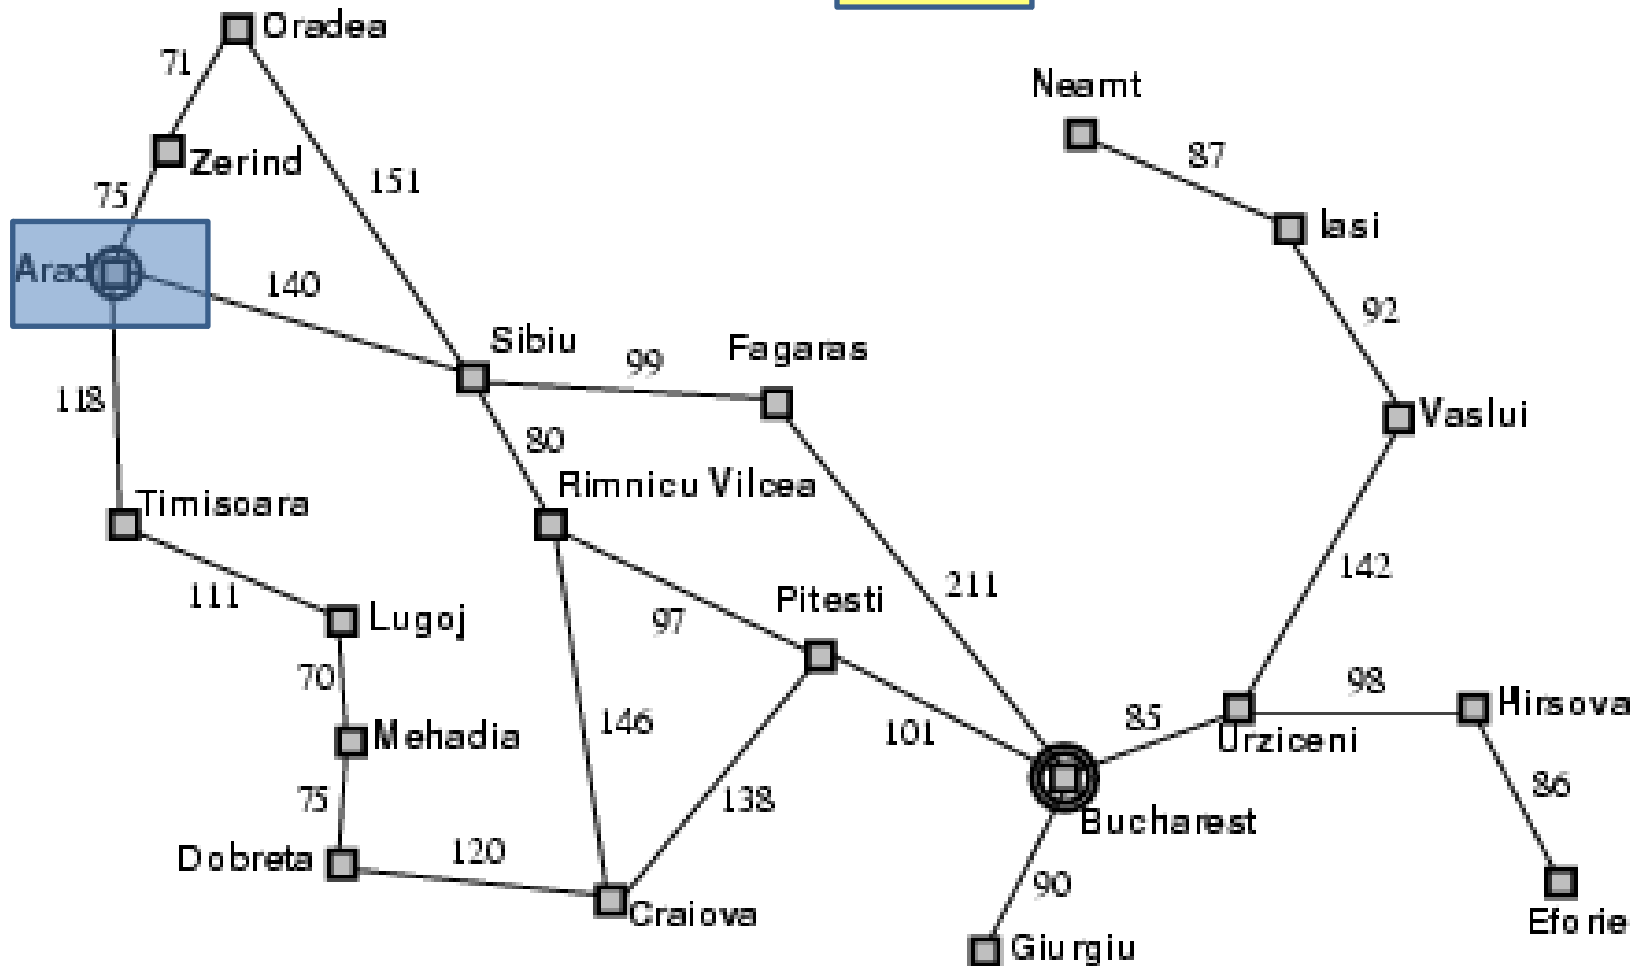 Oradea
71
Neamt
87
Zerind
151
75
Iasi
Arad
140
92
Sibiu
99
Fagaras
118
Vaslui
80
Timisoara
Rimnicu Vilcea
142
111
Lugoj
97
Pitesti
211
70
98
Hirsova
Mehadia
146
101
85
Urziceni
75
138
86
Bucharest
Dobreta
120
90
Craiova
Eforie
Giurgiu